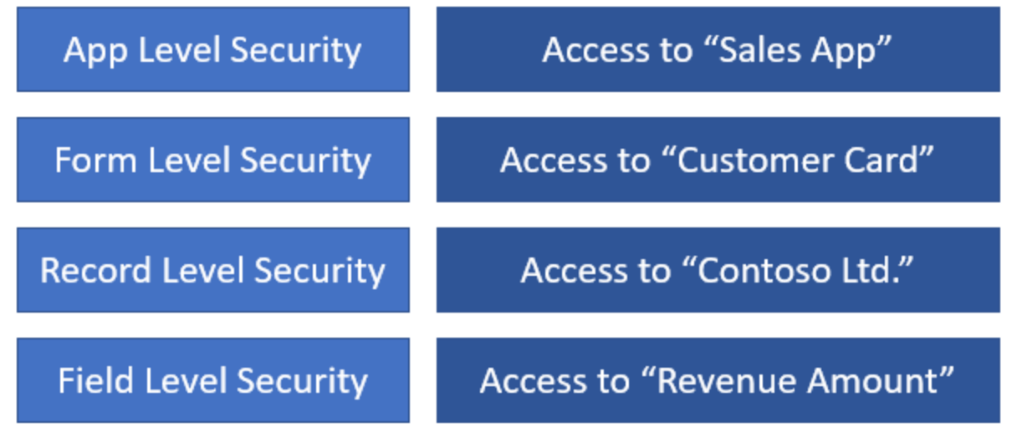 App Level Security
Access to “Sales App”
Form Level Security
Access to “Customer Card”
Record Level Security
Access to “Contoso Ltd.”
Field Level Security
Access to “Revenue Amount”